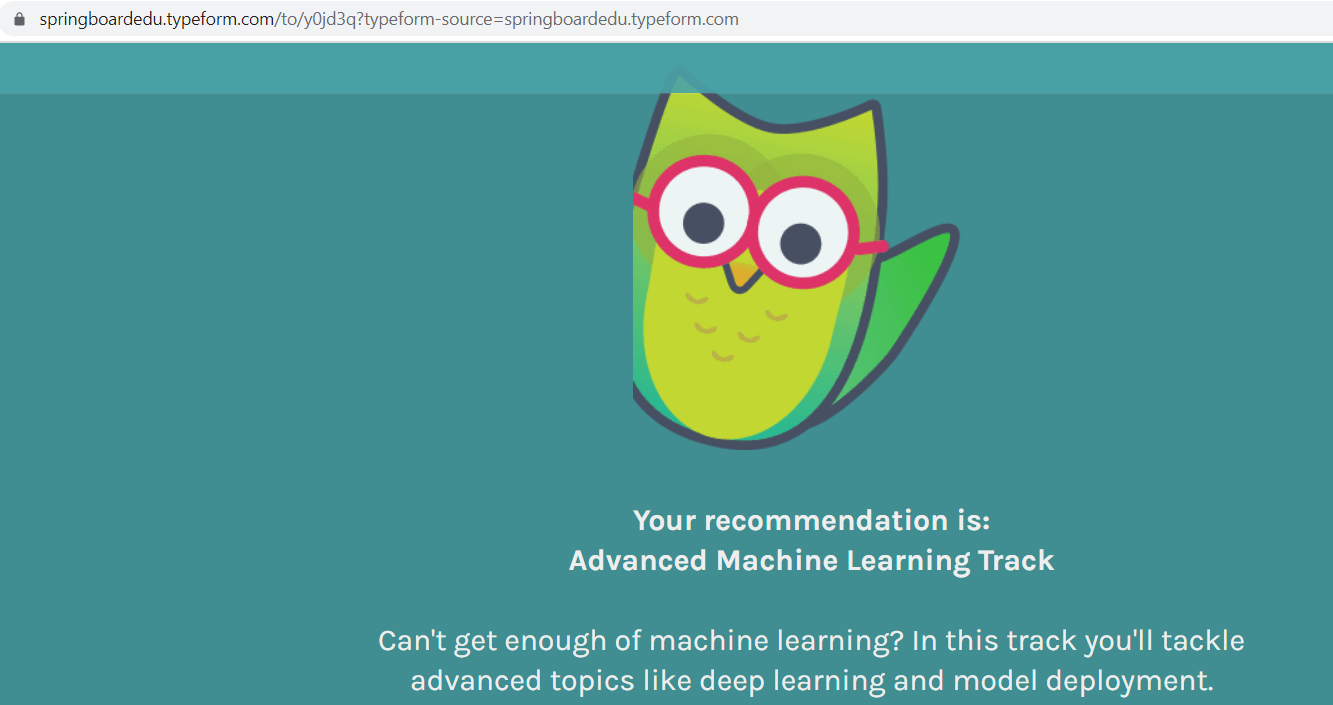 springboardedu.typeform.com/to/y0jd3q?typeform-source=springboardedu.typeform.com
Your recommendation is:
Advanced Machine Learning Track
Can't get enough of machine learning? In this track you'll tackle
advanced topics like deep learning and model deployment.